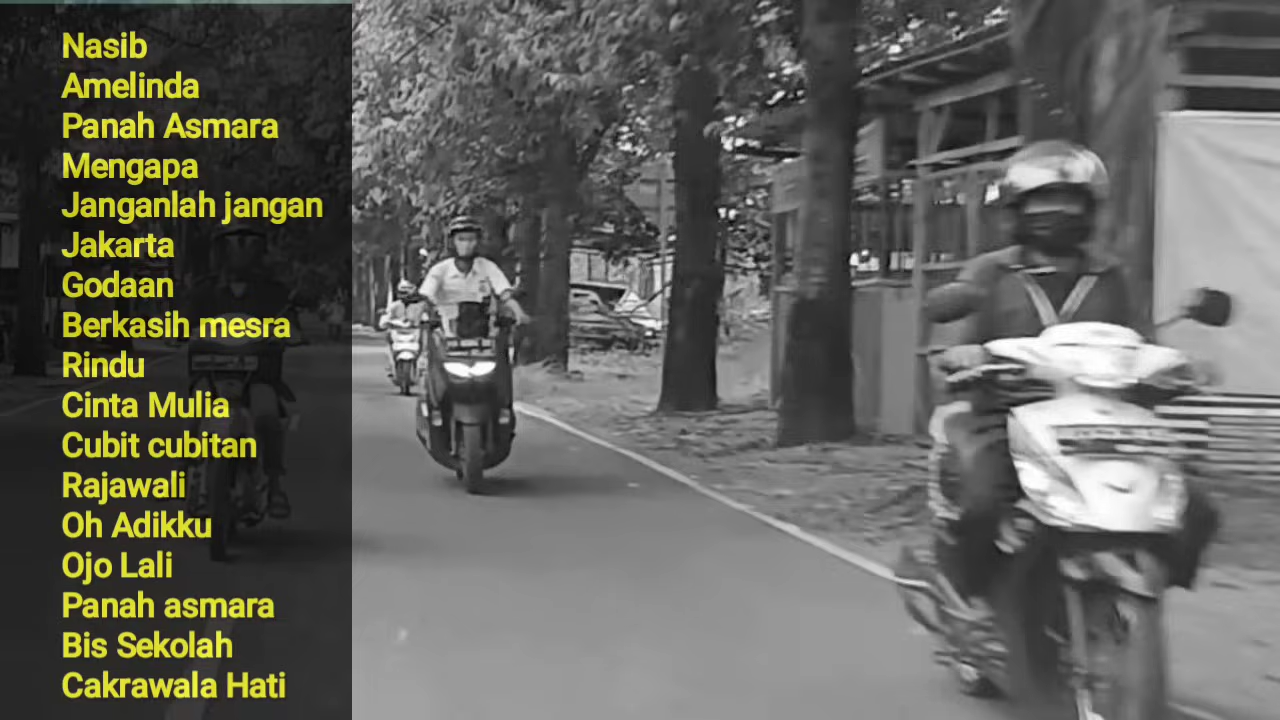 Nasib
Amelinda
Panah Asmara
Mengapa
Janganlah jangan
Jakarta
Godaan
Berkasih mesra
Rindu
Cinta Mulia
Cubit cubitan
Rajawali
Oh Adikku
Ojo Lali
Panah asmara
Bis Sekolah
Cakrawala Hati